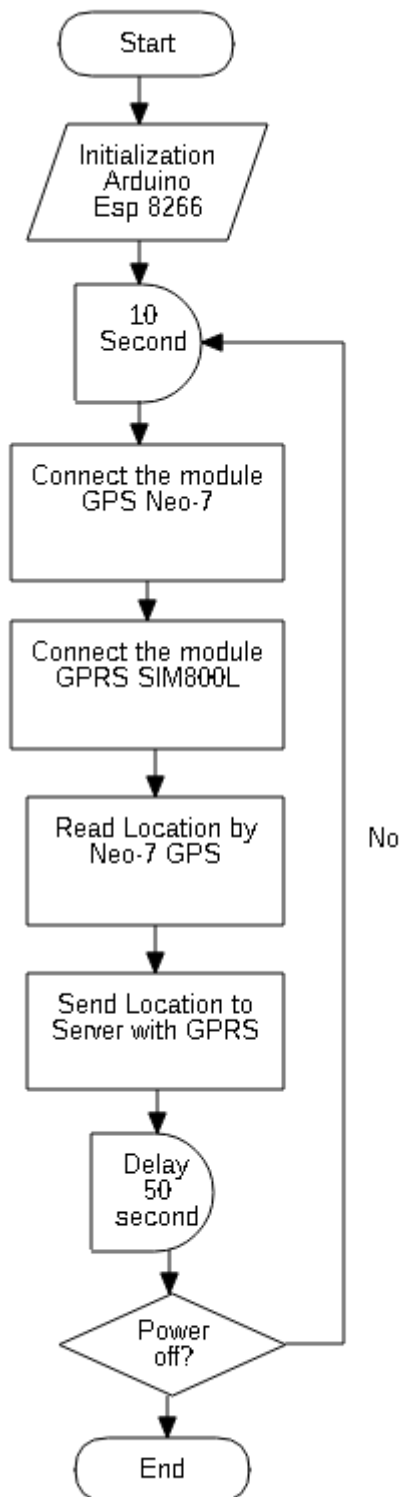 Start
Initialization
Arduino
Esp 8266
10
Second
Connect the module
GPS Neo-7
Connect the module
GPRS SIM800L
Read Location by
Neo-7 GPS
No
Send Location to
Server with GPRS
Delay
50
second
Power
off?
End